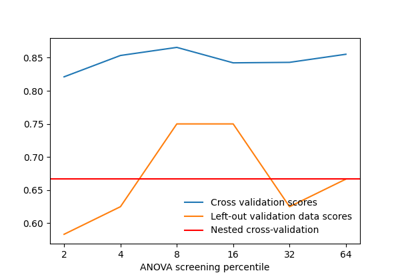 0.85
0.80
0.75
0.70
0.65
0.60
Cross validation scores
Left-out validation data scores
Nested cross-validation
2 4 8 16 32 64
ANOVA screening percentile